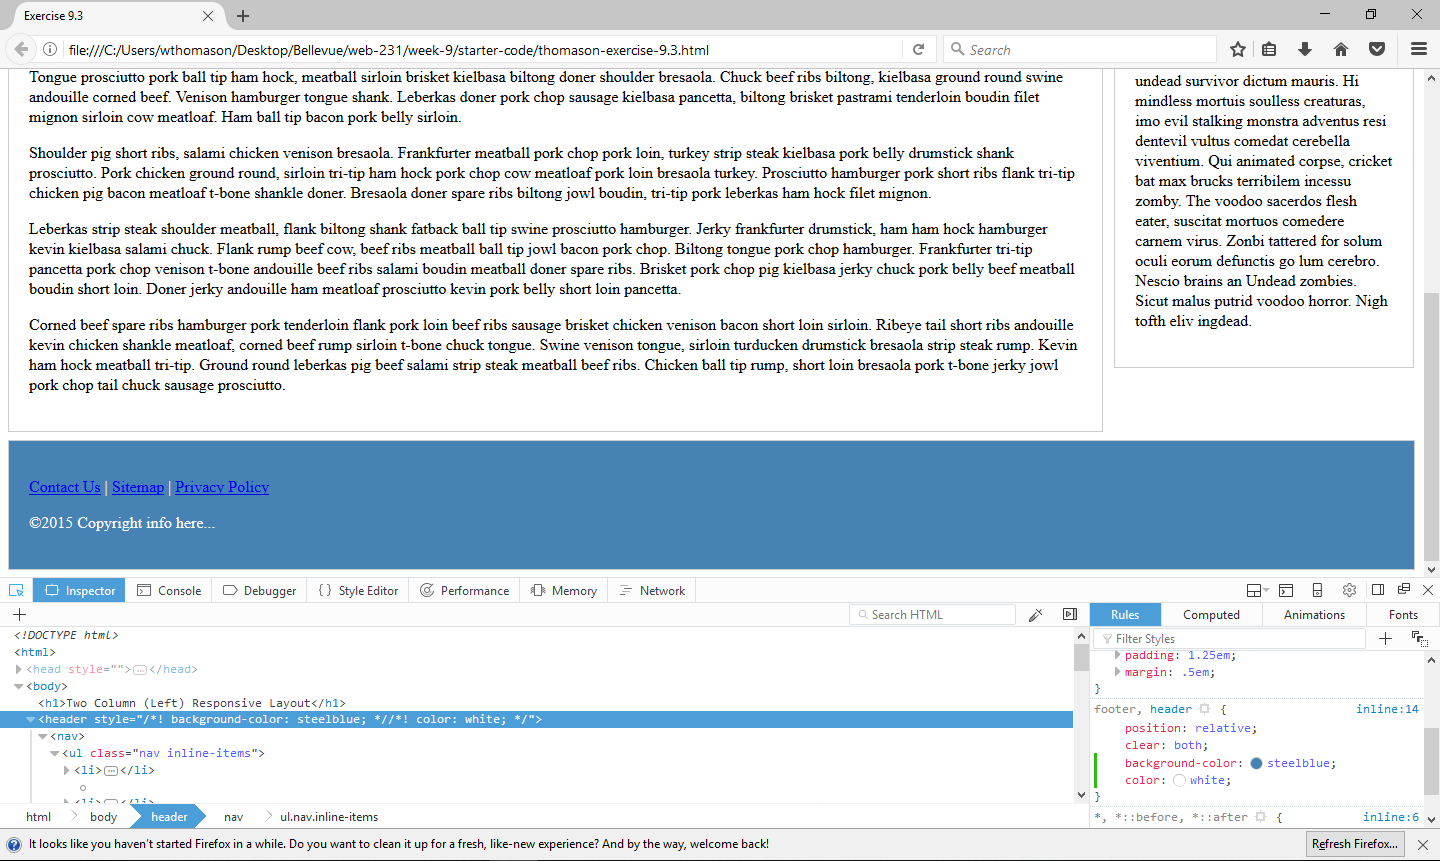 Exercise 9.3
file:///C:/Users/wthomason/Desktop/Bellevue/web-231/week-9/starter-code/thomason-exercise-9.3.html
Search
Tongue prosciutto pork ball tip ham hock, meatball sirloin brisket kielbasa biltong doner shoulder bresaola. Chuck beef ribs biltong, kielbasa ground round swine
andouille corned beef. Venison hamburger tongue shank. Leberkas doner pork chop sausage kielbasa pancetta, biltong brisket pastrami tenderloin boudin filet
mignon sirloin cow meatloaf. Ham ball tip bacon pork belly sirloin.
Shoulder pig short ribs, salami chicken venison bresaola. Frankfurter meatball pork chop pork loin, turkey strip steak kielbasa pork belly drumstick shank
prosciutto. Pork chicken ground round, sirloin tri-tip ham hock pork chop cow meatloaf pork loin bresaola turkey. Prosciutto hamburger pork short ribs flank tri-tip
chicken pig bacon meatloaf t-bone shankle doner. Bresaola doner spare ribs biltong jowl boudin, tri-tip pork leberkas ham hock filet mignon.
Leberkas strip steak shoulder meatball, flank biltong shank fatback ball tip swine prosciutto hamburger. Jerky frankfurter drumstick, ham ham hock hamburger
kevin kielbasa salami chuck. Flank rump beef cow, beef ribs meatball ball tip jowl bacon pork chop. Biltong tongue pork chop hamburger. Frankfurter tri-tip
pancetta pork chop venison t-bone andouille beef ribs salami boudin meatball doner spare ribs. Brisket pork chop pig kielbasa jerky chuck pork belly beef meatball
boudin short loin. Doner jerky andouille ham meatloaf prosciutto kevin pork belly short loin pancetta.
Corned beef spare ribs hamburger pork tenderloin flank pork loin beef ribs sausage brisket chicken venison bacon short loin sirloin. Ribeye tail short ribs andouille
kevin chicken shankle meatloaf, corned beef rump sirloin t-bone chuck tongue. Swine venison tongue, sirloin turducken drumstick bresaola strip steak rump. Kevin
ham hock meatball tri-tip. Ground round leberkas pig beef salami strip steak meatball beef ribs. Chicken ball tip rump, short loin bresaola pork t-bone jerky jowl
pork chop tail chuck sausage prosciutto.
undead survivor dictum mauris. Hi
mindless mortuis soulless creaturas,
imo evil stalking monstra adventus resi
dentevil vultus comedat cerebella
viventium. Qui animated corpse, cricket
bat max brucks terribilem incessu
zomby. The voodoo sacerdos flesh
eater, suscitat mortuos comedere
carnem virus. Zonbi tattered for solum
oculi eorum defunctis go lum cerebro.
Nescio brains an Undead zombies.
Sicut malus putrid voodoo horror. Nigh
tofth eliv ingdead.
Contact Us | Sitemap | Privacy Policy
©2015 Copyright info here...
Inspector Console Debugger { } Style Editor Performance Memory Network
Search HTML
<!DOCTYPE html>
<html>
<head style="">…</head>
<body>
<h1>Two Column (Left) Responsive Layout</h1>
<header style="/*! background-color: steelblue; *//*! color: white; */">
<nav>
<ul class="nav inline-items">
<li>…</li>
<li>…</li>
html body header nav ul.nav.inline-items
Rules Computed Animations Fonts
Filter Styles
padding: 1.25em;
margin: .5em;
}
footer, header { inline:14
position: relative;
clear: both;
background-color: steelblue;
color: white;
}
*, *::before, *::after { inline:6
It looks like you haven't started Firefox in a while. Do you want to clean it up for a fresh, like-new experience? And by the way, welcome back!
Refresh Firefox...